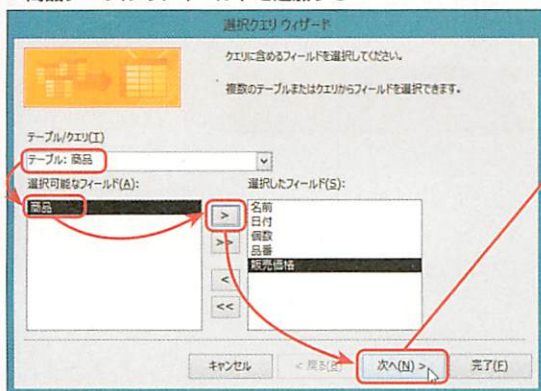 選択クエリ ウィザード
クエリに含めるフィールドを選択してください。
複数のテーブルまたはクエリからフィールドを選択できます。
テーブル/クエリ(T)
テーブル: 商品
選択可能なフィールド(A):
選択したフィールド(S):
商品
>
>>
<
<<
名前
日付
個数
品番
販売価格
キャンセル
< 戻る(B)
次へ(N) >
完了(F)